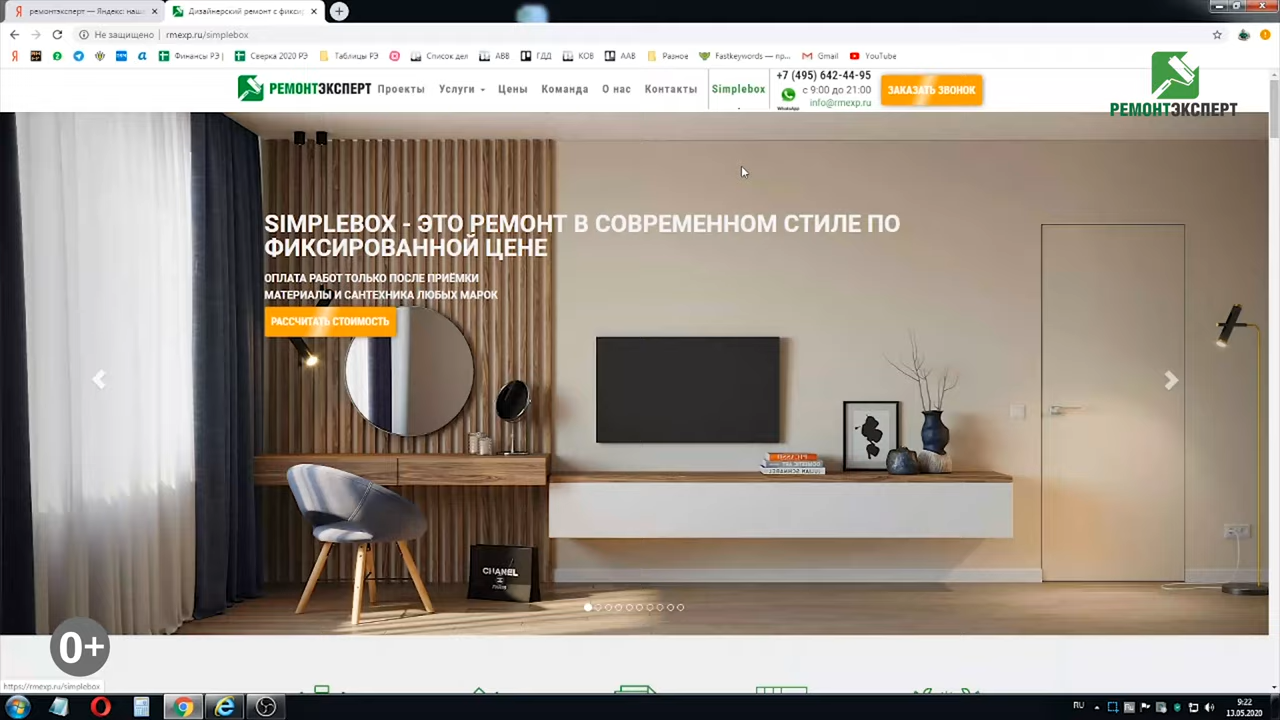 ремонтэксперт — Яндекс: наш
Дизайнерский ремонт с фикси
Не защищено
rmexp.ru/simplebox
Финансы РЭ
Сверка 2020 РЭ
Таблицы РЭ
Список дел
АВВ
ГДД
КОВ
ААВ
Разное
Fastkeywords — пр...
Gmail
YouTube
РЕМОНТЭКСПЕРТ
Проекты
Услуги
Цены
Команда
О нас
Контакты
Simplebox
+7 (495) 642-44-95
с 9:00 до 21:00
info@rmexp.ru
WhatsApp
ЗАКАЗАТЬ ЗВОНОК
РЕМОНТЭКСПЕРТ
SIMPLEBOX - ЭТО РЕМОНТ В СОВРЕМЕННОМ СТИЛЕ ПО
ФИКСИРОВАННОЙ ЦЕНЕ
ОПЛАТА РАБОТ ТОЛЬКО ПОСЛЕ ПРИЁМКИ
МАТЕРИАЛЫ И САНТЕХНИКА ЛЮБЫХ МАРОК
РАССЧИТАТЬ СТОИМОСТЬ
CHANEL
PARIS
0+
https://rmexp.ru/simplebox
RU
9:22
13.05.2020